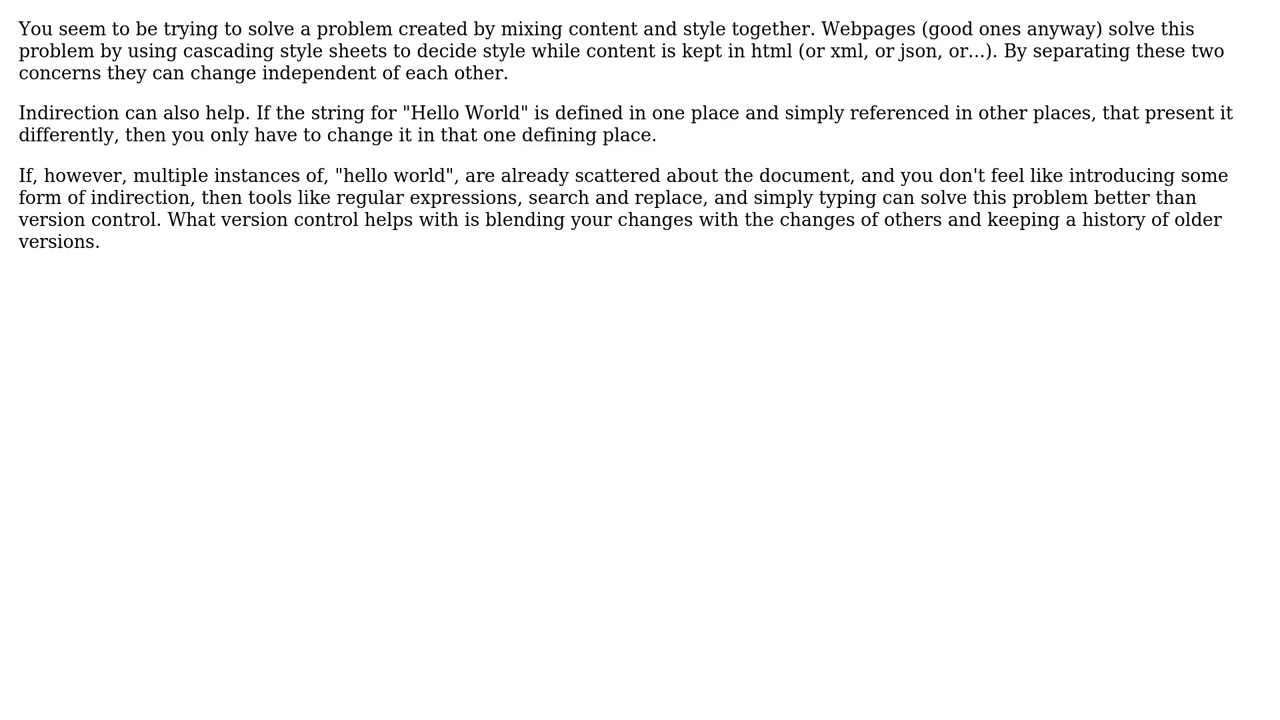 You seem to be trying to solve a problem created by mixing content and style together. Webpages (good ones anyway) solve this
problem by using cascading style sheets to decide style while content is kept in html (or xml, or json, or...). By separating these two
concerns they can change independent of each other.
Indirection can also help. If the string for "Hello World" is defined in one place and simply referenced in other places, that present it
differently, then you only have to change it in that one defining place.
If, however, multiple instances of, "hello world", are already scattered about the document, and you don't feel like introducing some
form of indirection, then tools like regular expressions, search and replace, and simply typing can solve this problem better than
version control. What version control helps with is blending your changes with the changes of others and keeping a history of older
versions.